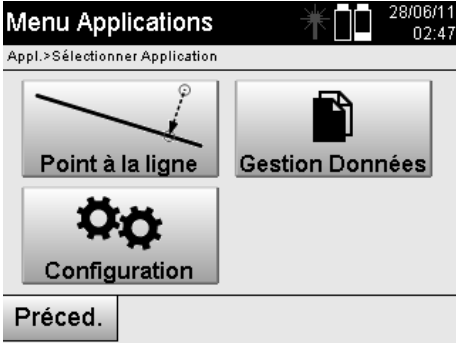 Menu Applications
28/06/11
02:47
Appl.>Sélectionner Application
Point à la ligne
Gestion Données
Configuration
Préced.